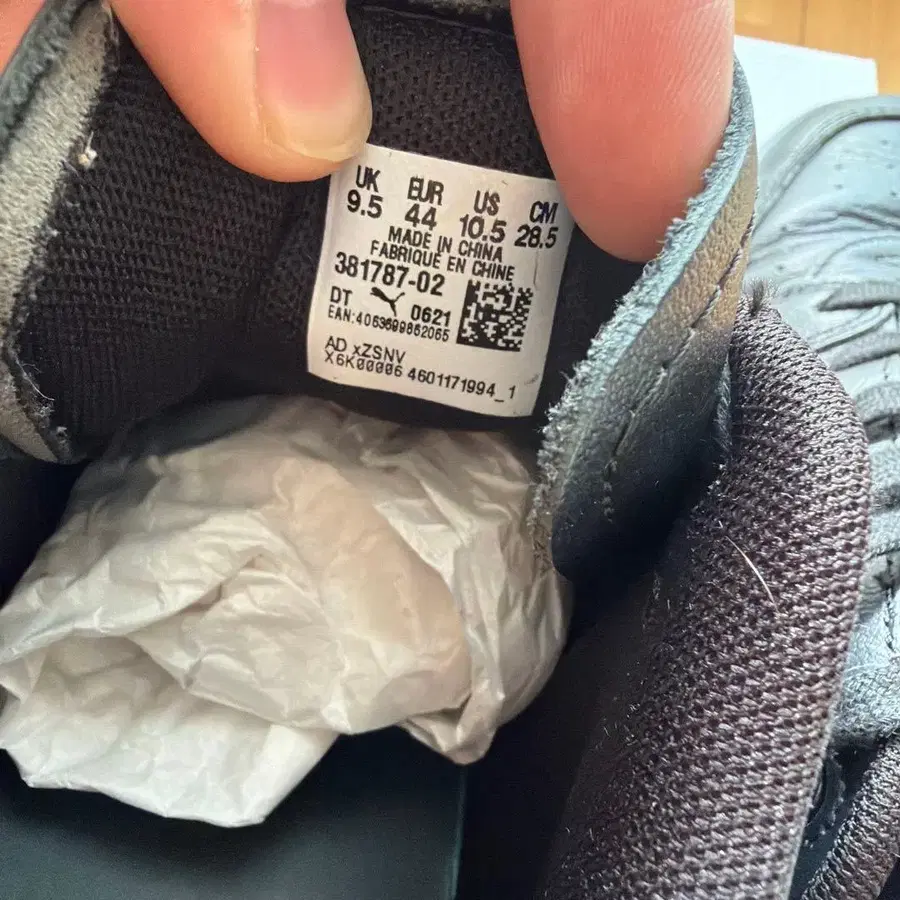 UK EUR US CM
9.5 44 10.5 28.5
MADE IN CHINA
FABRIQUÉ EN CHINE
381787-02
DT 0621
EAN:4063699862065
AD xZSNV
X6K00006 4601171994_1